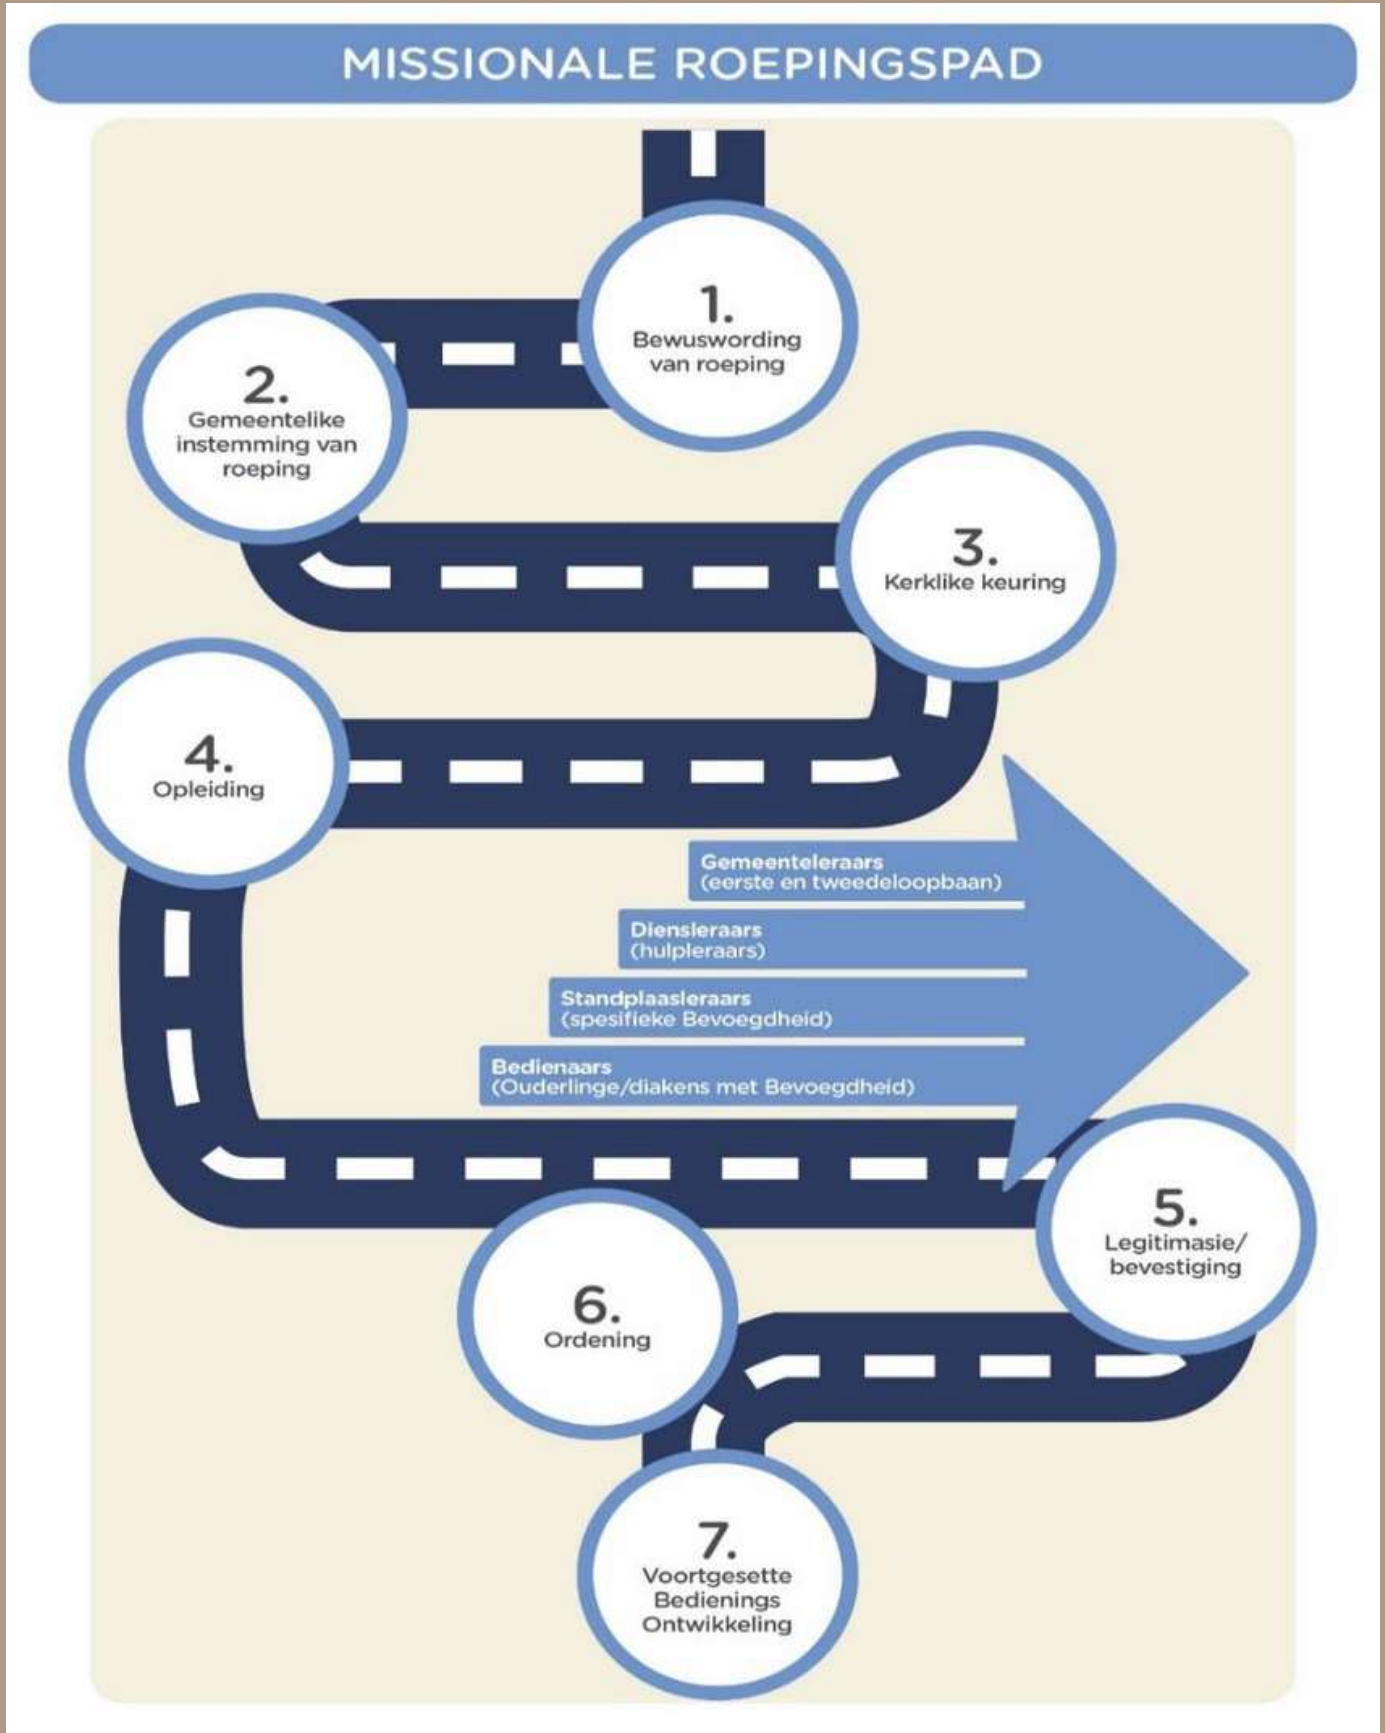 MISSIONALE ROEPINGSPAD
1.
Bewuswording
van roeping
2.
Gemeentelike
instemming van
roeping
3.
Kerklike keuring
4.
Opleiding
Gemeenteleraars
(eerste en tweedeloopbaan)
Diensleraars
(hulpleraars)
Standplaasleraars
(spesifieke Bevoegdheid)
Bedienaars
(Ouderlinge/diakens met Bevoegdheid)
5.
Legitimasie/
bevestiging
6.
Ordening
7.
Voortgesette
Bedienings
Ontwikkeling